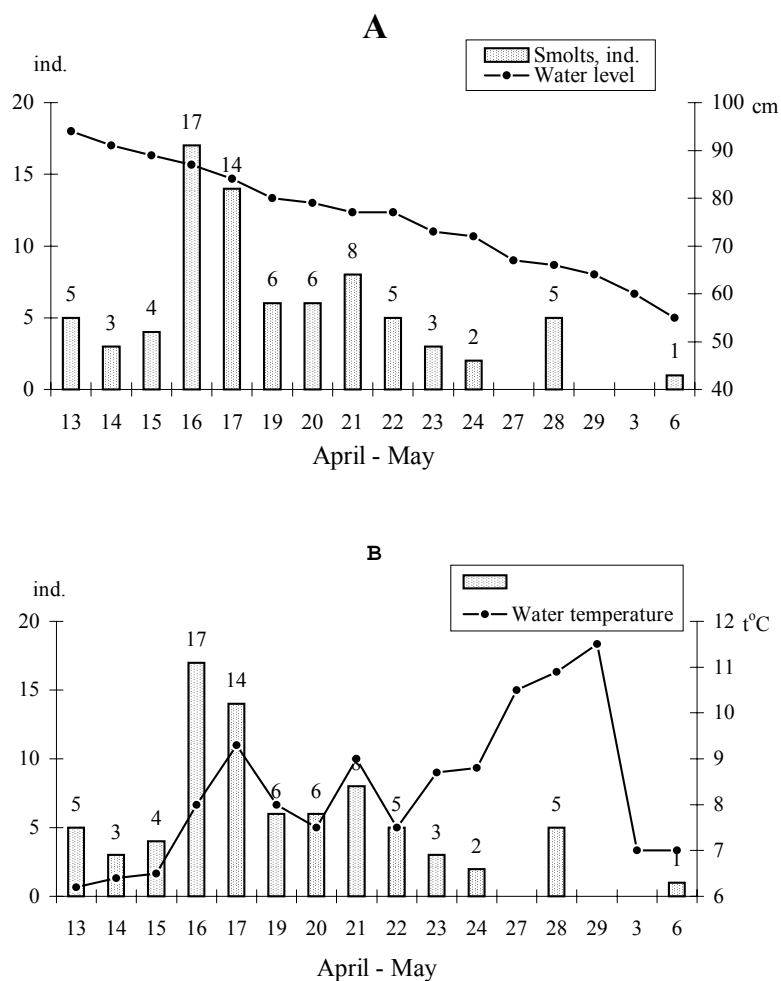 A
ind.
Smolts, ind.
Water level
20
15
10
5
0
100
90
80
70
60
50
40
cm
5 3 4 17 14 6 6 8 5 3 2 5 1
13 14 15 16 17 19 20 21 22 23 24 27 28 29 3 6
April - May
B
ind.
Water temperature
20
15
10
5
0
12
11
10
9
8
7
6
t°C
5 3 4 17 14 6 6 8 5 3 2 5 1
13 14 15 16 17 19 20 21 22 23 24 27 28 29 3 6
April - May